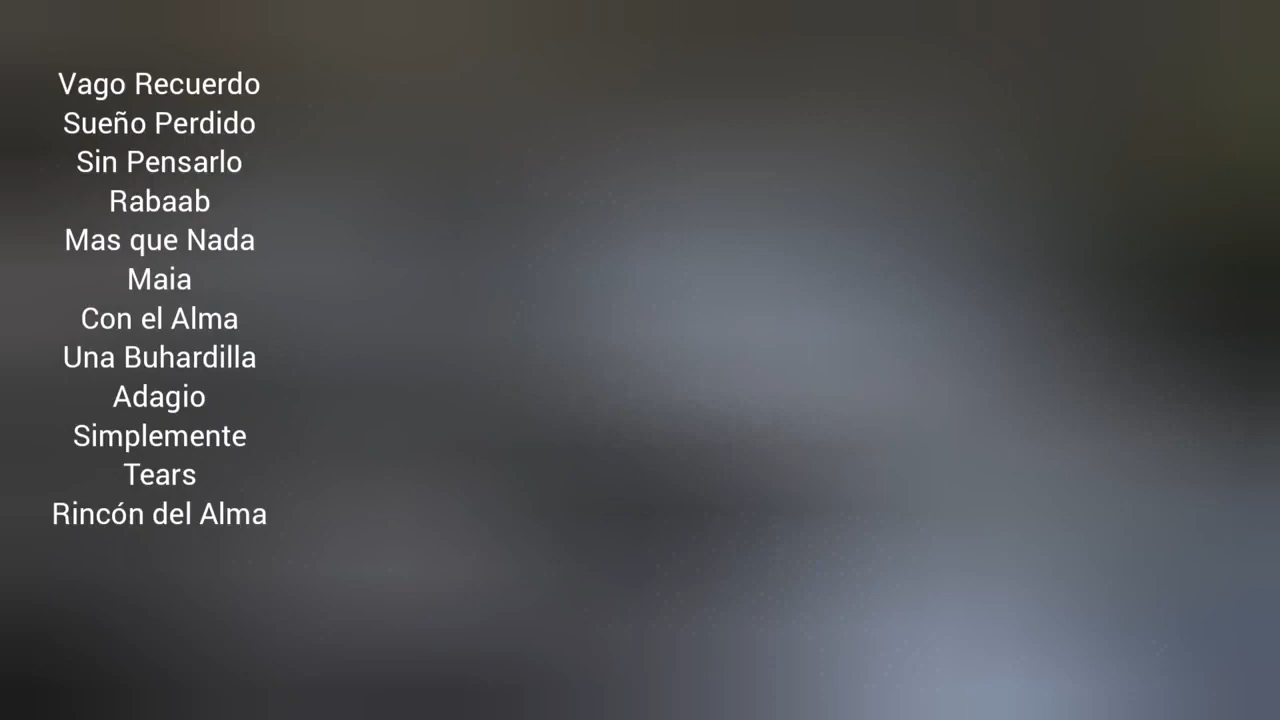 Vago Recuerdo
Sueño Perdido
Sin Pensarlo
Rabaab
Mas que Nada
Maia
Con el Alma
Una Buhardilla
Adagio
Simplemente
Tears
Rincón del Alma